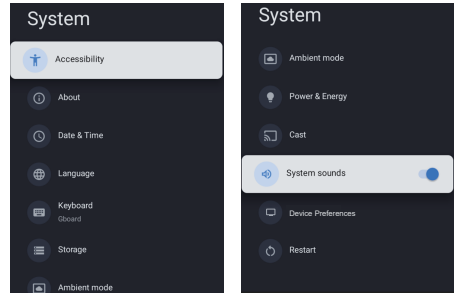 System
Accessibility
About
Date & Time
Language
Keyboard
Gboard
Storage
Ambient mode
System
Ambient mode
Power & Energy
Cast
System sounds
Device Preferences
Restart